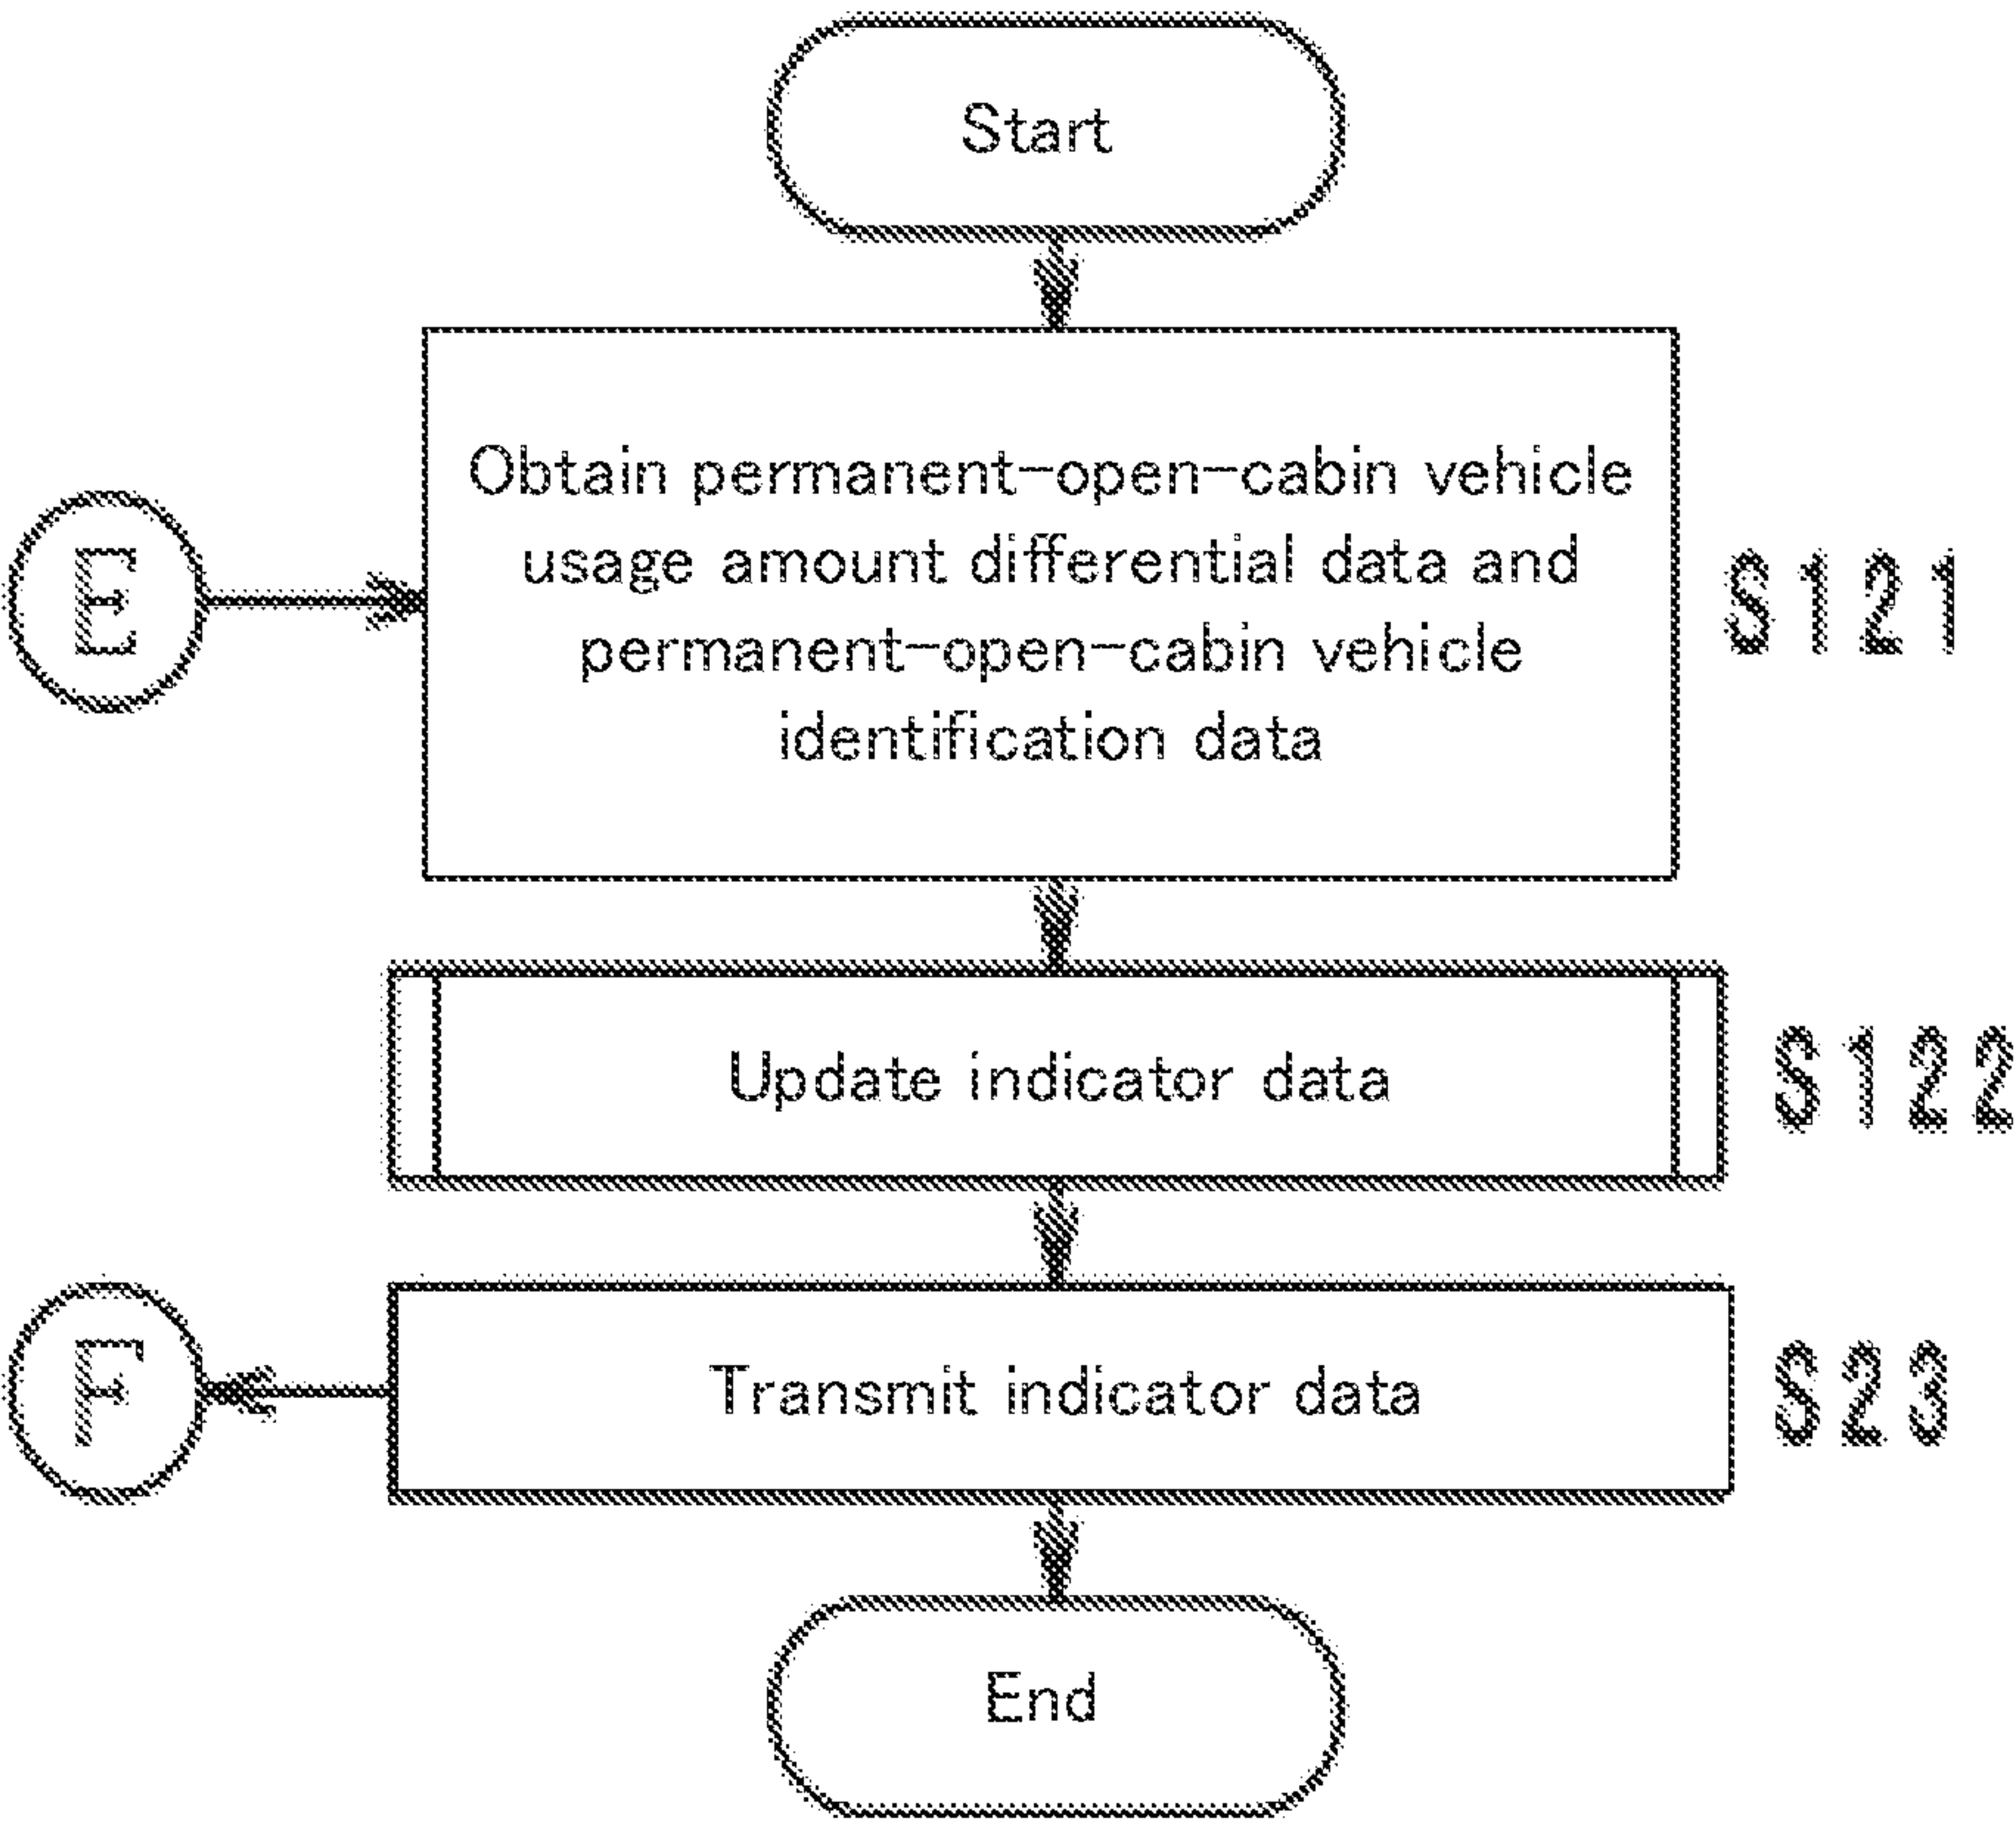 Start
Obtain permanent-open-cabin vehicle
usage amount differential data and
permanent-open-cabin vehicle
identification data
E
S121
Update indicator data
S122
Transmit indicator data
F
S23
End